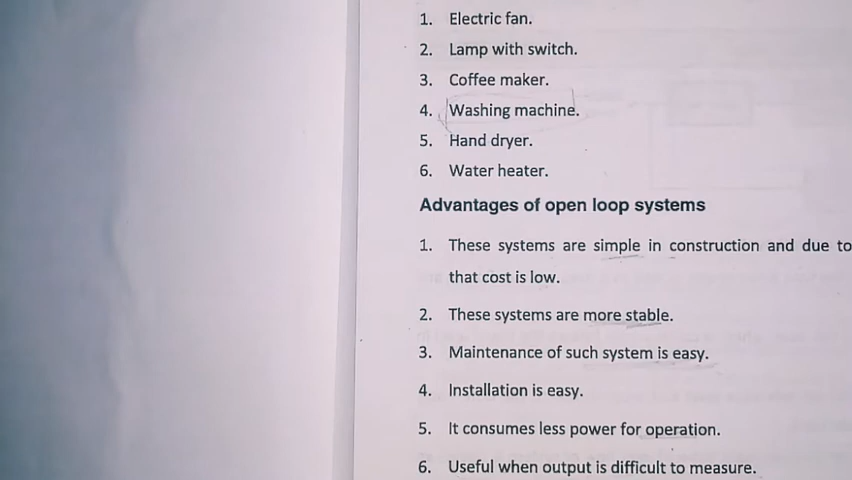 1. Electric fan.
2. Lamp with switch.
3. Coffee maker.
4. Washing machine.
5. Hand dryer.
6. Water heater.
Advantages of open loop systems
1. These systems are simple in construction and due to
that cost is low.
2. These systems are more stable.
3. Maintenance of such system is easy.
4. Installation is easy.
5. It consumes less power for operation.
6. Useful when output is difficult to measure.